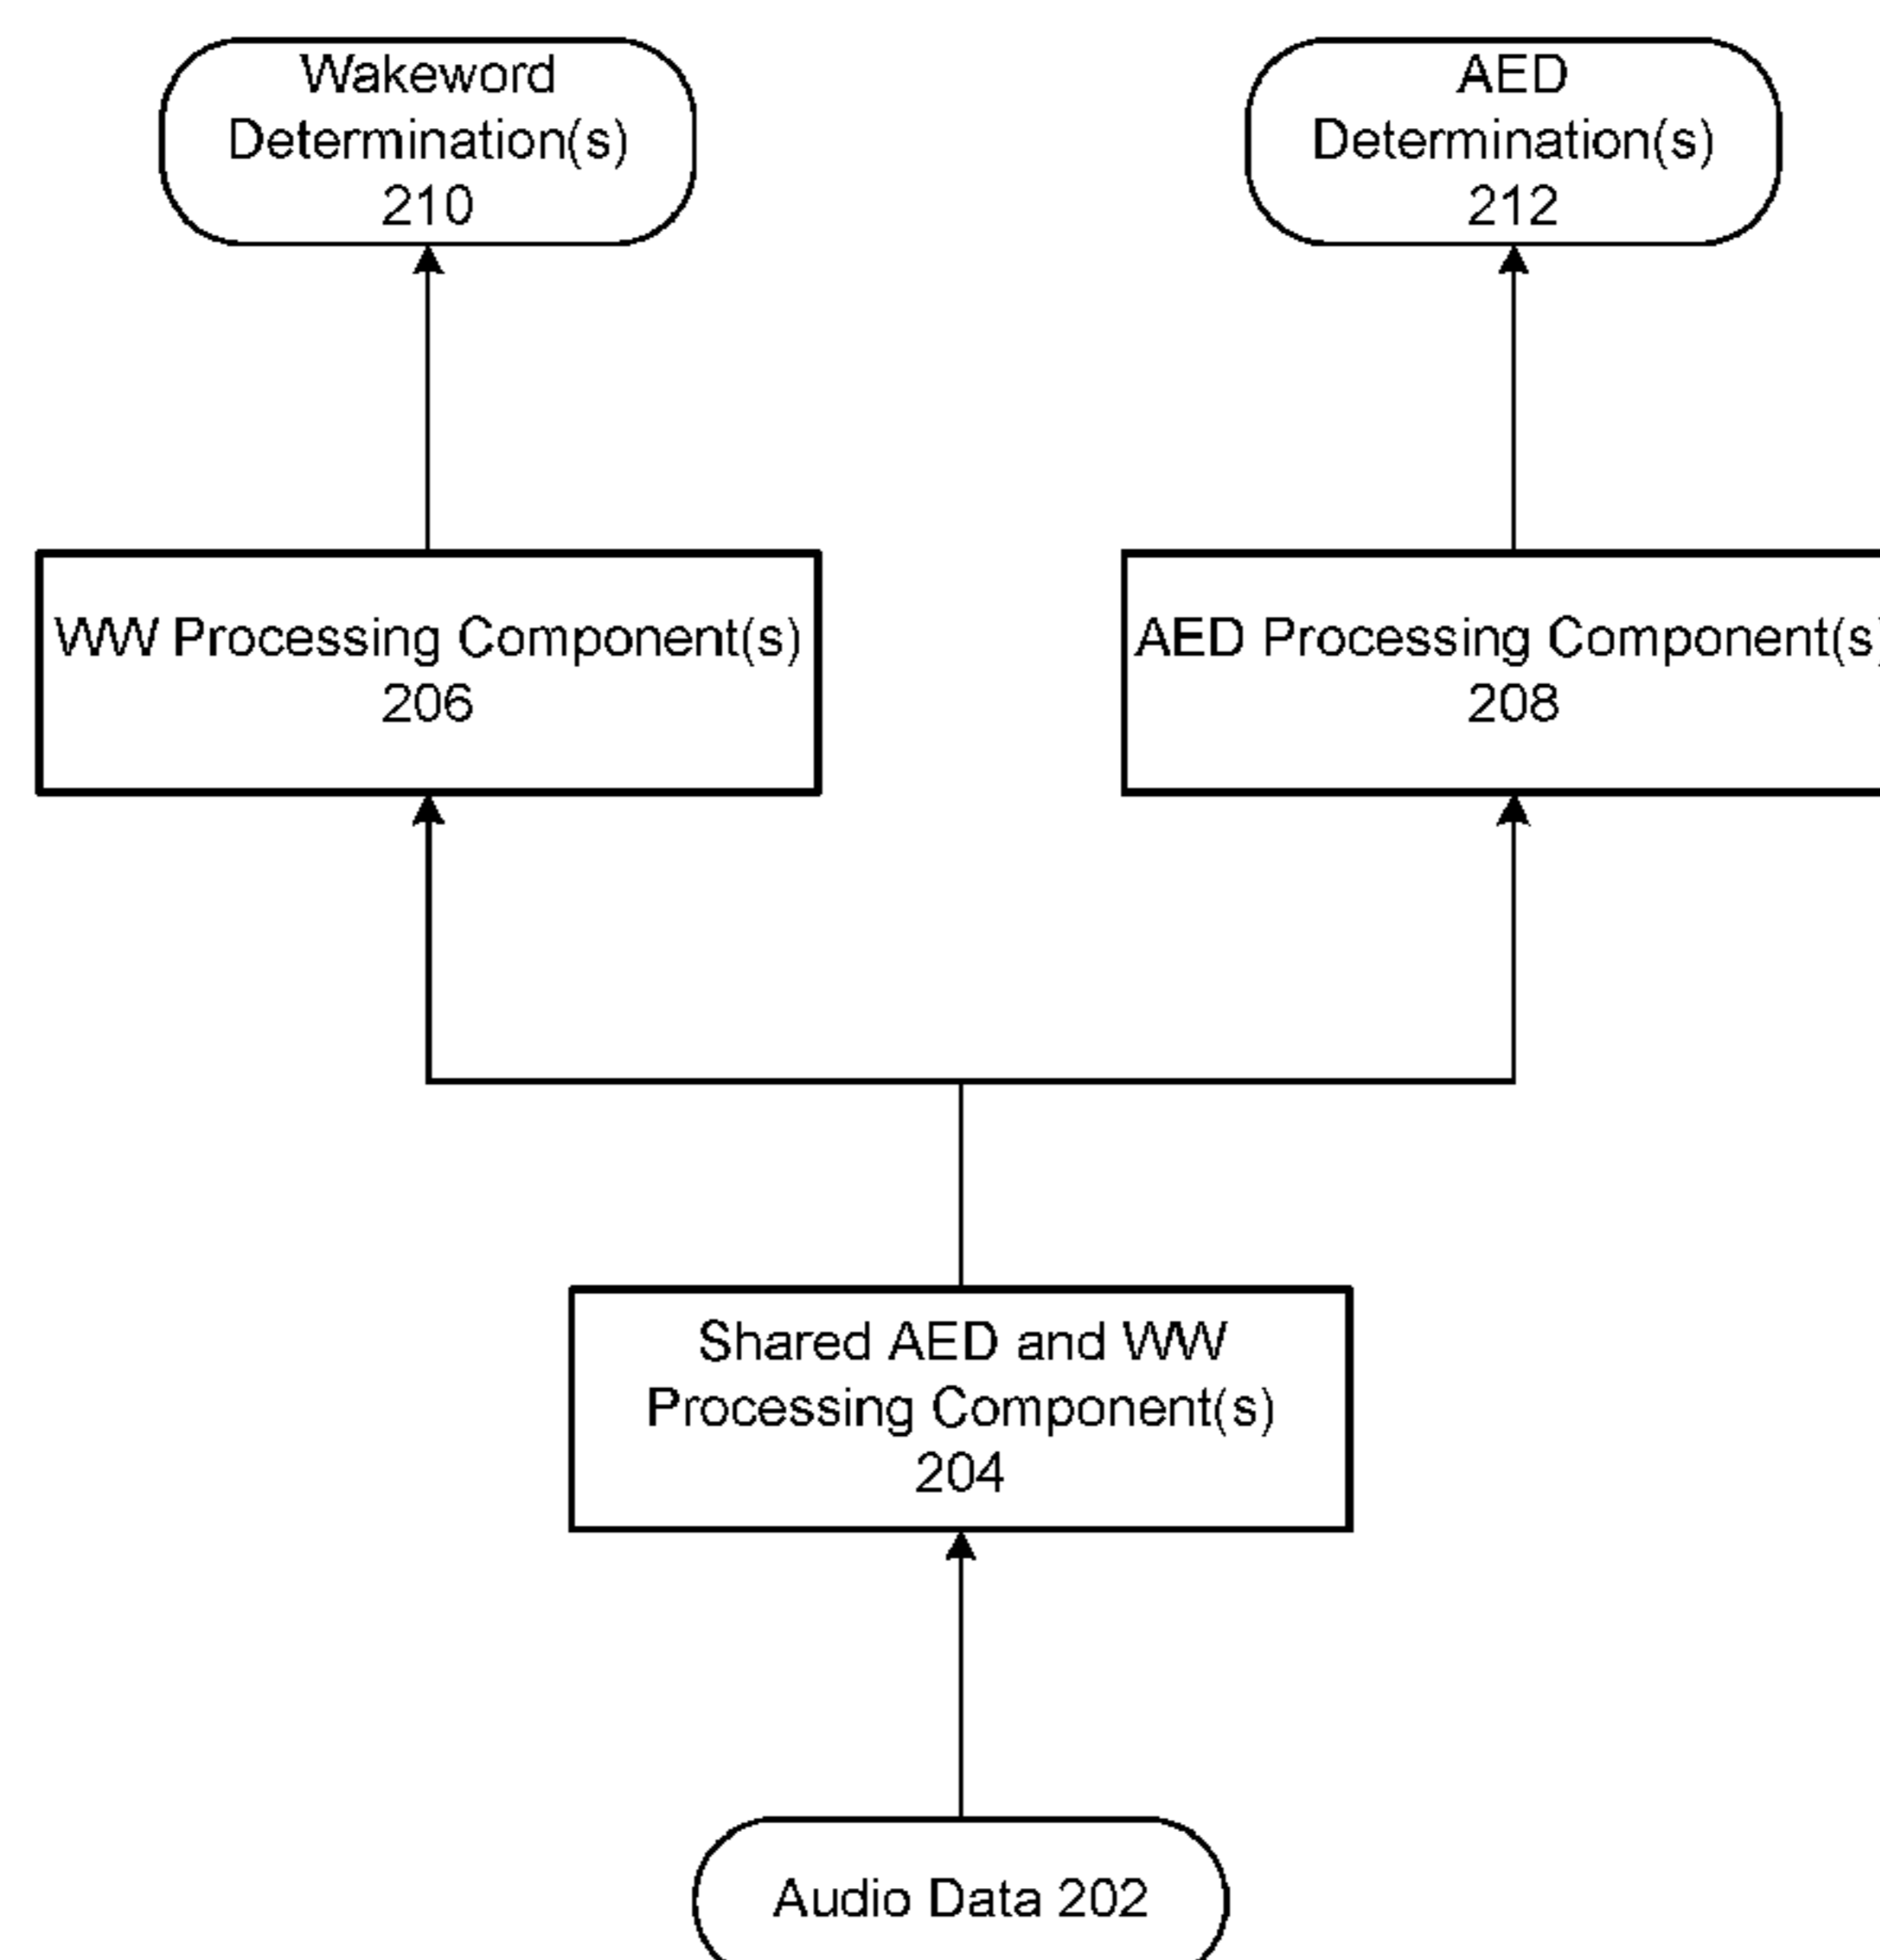 Wakeword
Determination(s)
210
AED
Determination(s)
212
WW Processing Component(s)
206
AED Processing Component(s)
208
Shared AED and WW
Processing Component(s)
204
Audio Data 202